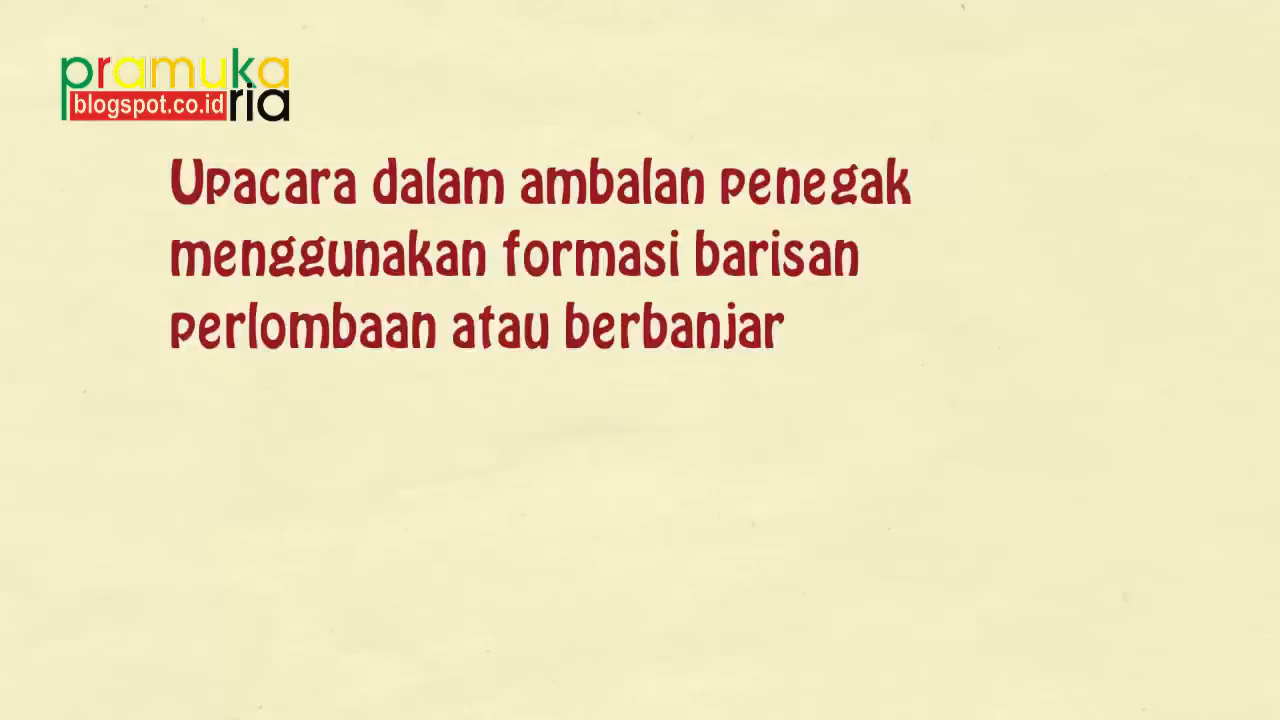 pramuka
blogspot.co.id ria
Upacara dalam ambalan penegak
menggunakan formasi barisan
perlombaan atau berbanjar